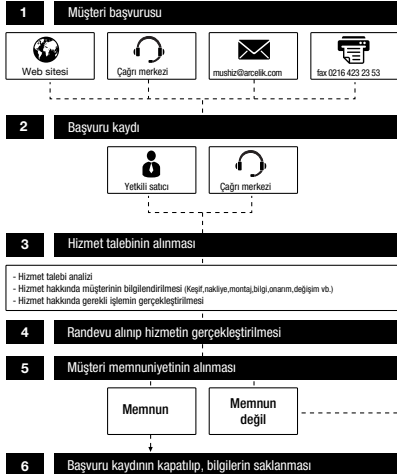 1 Müşteri başvurusu
Web sitesi
Çağrı merkezi
mushiz@arcelik.com
fax 0216 423 23 53
2 Başvuru kaydı
Yetkili satıcı
Çağrı merkezi
3 Hizmet talebinin alınması
- Hizmet talebi analizi
- Hizmet hakkında müşterinin bilgilendirilmesi (Keşif,nakliye,montaj,bilgi,onarım,değişim vb.)
- Hizmet hakkında gerekli işlemin gerçekleştirilmesi
4 Randevu alınıp hizmetin gerçekleştirilmesi
5 Müşteri memnuniyetinin alınması
Memnun
Memnun
değil
6 Başvuru kaydının kapatılıp, bilgilerin saklanması